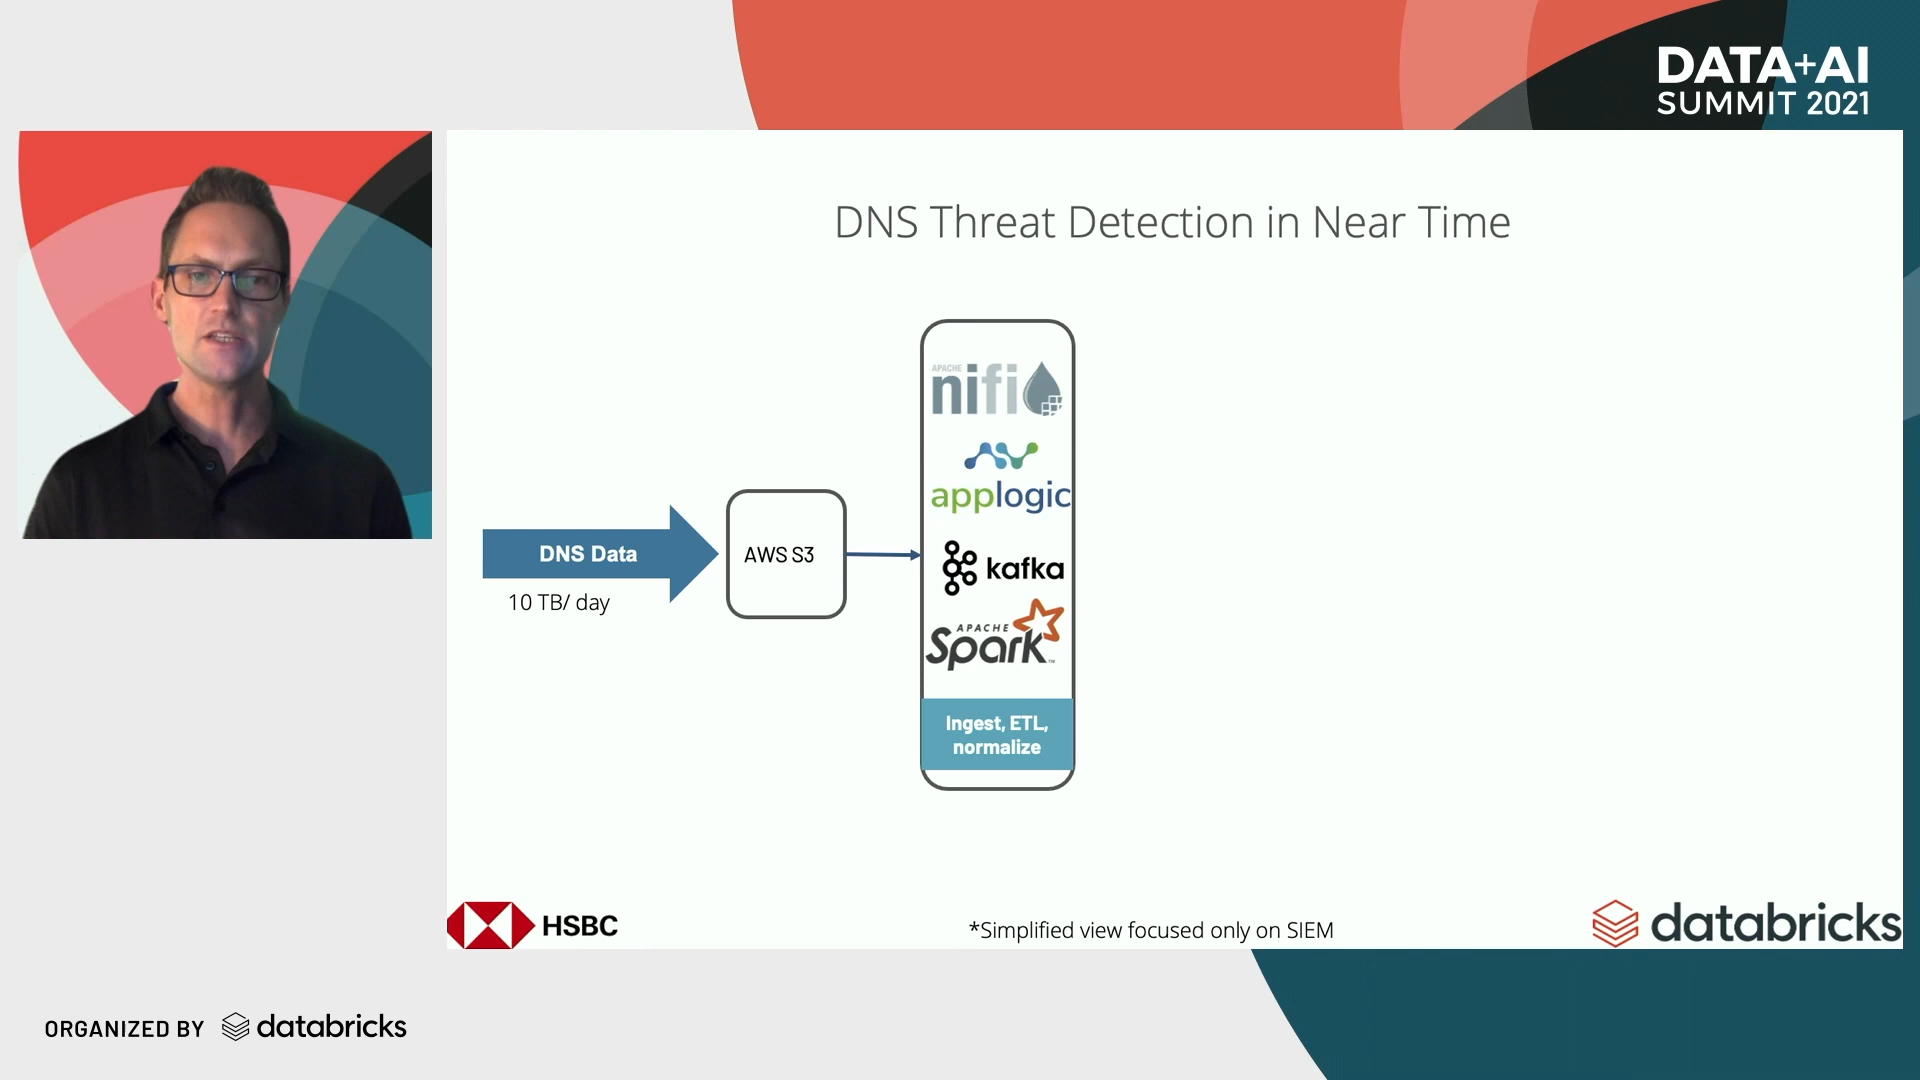 DATA+AI
SUMMIT 2021
DNS Threat Detection in Near Time
APACHE
nifi
applogic
DNS Data
AWS S3
kafka
10 TB/ day
APACHE
Spark™
Ingest, ETL,
normalize
HSBC
*Simplified view focused only on SIEM
databricks
ORGANIZED BY databricks